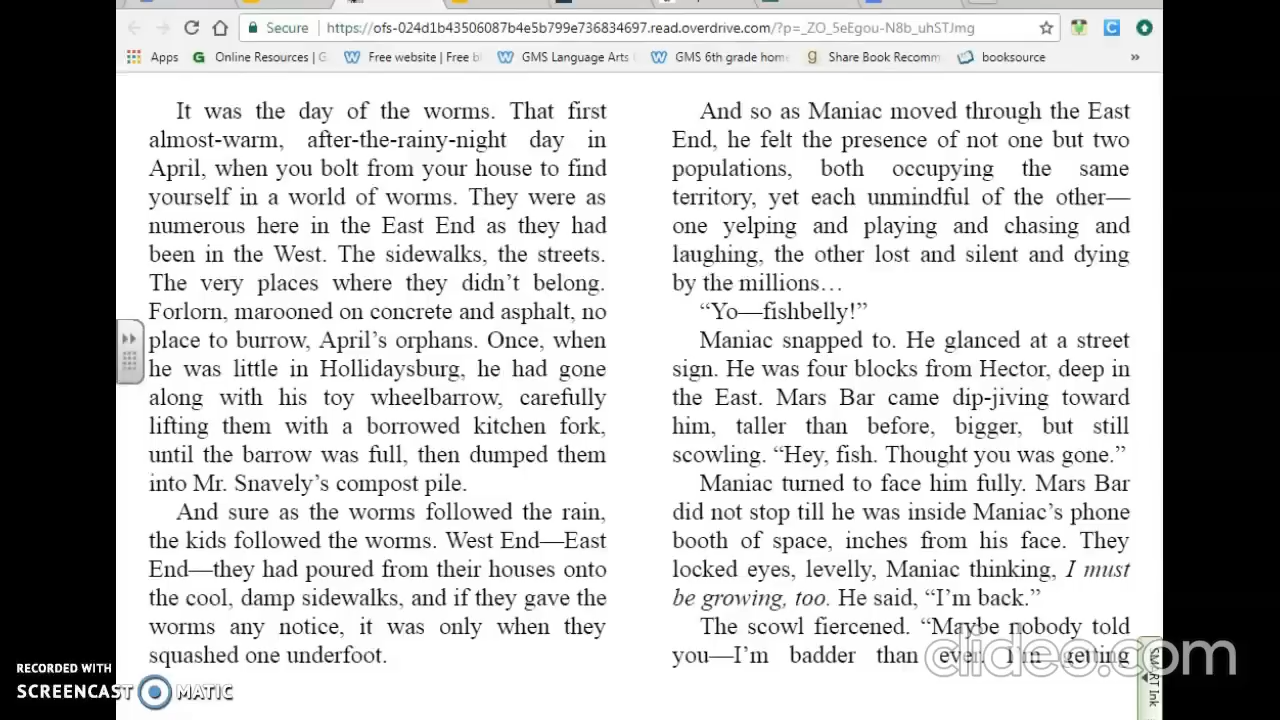 Secure
https://ofs-024d1b43506087b4e5b799e736834697.read.overdrive.com/?p=_ZO_5eEgou-N8b_uhSTJmg
Apps
Online Resources | G
Free website | Free b
GMS Language Arts
GMS 6th grade home
Share Book Recomm
booksource
»
It was the day of the worms. That first
almost-warm, after-the-rainy-night day in
April, when you bolt from your house to find
yourself in a world of worms. They were as
numerous here in the East End as they had
been in the West. The sidewalks, the streets.
The very places where they didn’t belong.
Forlorn, marooned on concrete and asphalt, no
place to burrow, April’s orphans. Once, when
he was little in Hollidaysburg, he had gone
along with his toy wheelbarrow, carefully
lifting them with a borrowed kitchen fork,
until the barrow was full, then dumped them
into Mr. Snavely’s compost pile.
And sure as the worms followed the rain,
the kids followed the worms. West End—East
End—they had poured from their houses onto
the cool, damp sidewalks, and if they gave the
worms any notice, it was only when they
squashed one underfoot.
And so as Maniac moved through the East
End, he felt the presence of not one but two
populations, both occupying the same
territory, yet each unmindful of the other—
one yelping and playing and chasing and
laughing, the other lost and silent and dying
by the millions…
“Yo—fishbelly!”
Maniac snapped to. He glanced at a street
sign. He was four blocks from Hector, deep in
the East. Mars Bar came dip-jiving toward
him, taller than before, bigger, but still
scowling. “Hey, fish. Thought you was gone.”
Maniac turned to face him fully. Mars Bar
did not stop till he was inside Maniac’s phone
booth of space, inches from his face. They
locked eyes, levelly, Maniac thinking, I must
be growing, too. He said, “I’m back.”
The scowl fiercened. “Maybe nobody told
you—I’m badder than ever. I’m getting
clideo.com
SMART Ink
RECORDED WITH
SCREENCAST MATIC